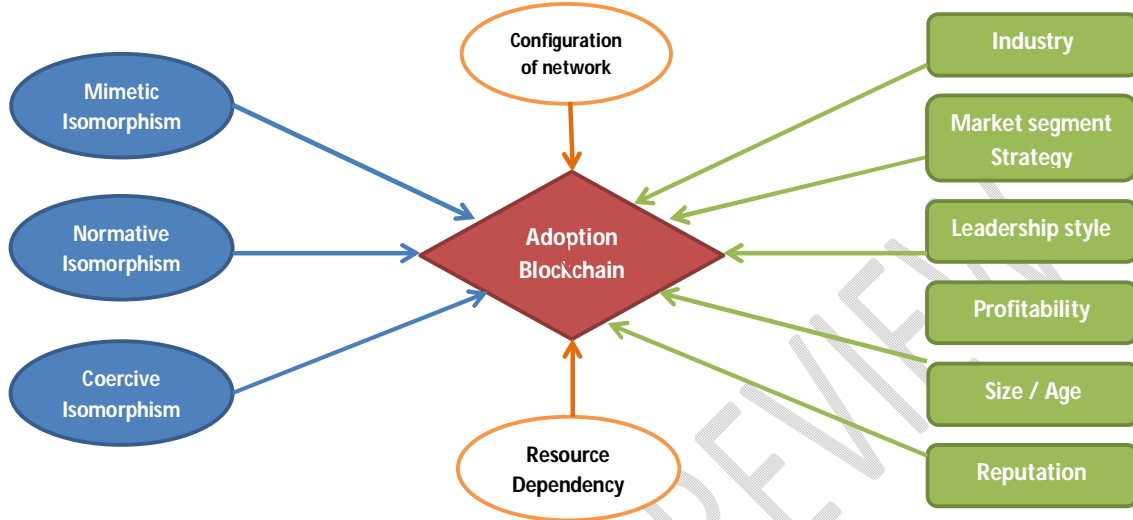 Mimetic
Isomorphism
Normative
Isomorphism
Coercive
Isomorphism
Configuration
of network
Adoption
Blockchain
Resource
Dependency
Industry
Market segment
Strategy
Leadership style
Profitability
Size / Age
Reputation
REVIEW